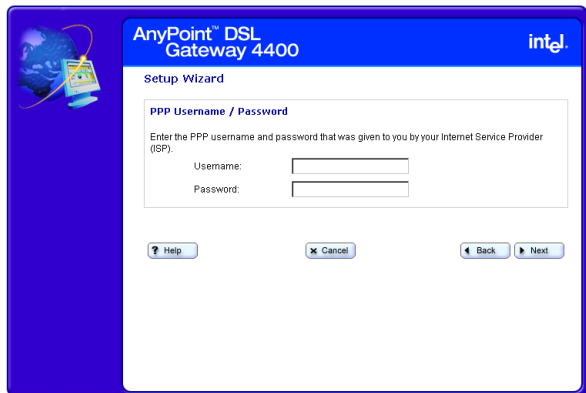 AnyPoint™ DSL
Gateway 4400
intel.
Setup Wizard
PPP Username / Password
Enter the PPP username and password that was given to you by your Internet Service Provider
(ISP).
Username:
Password:
? Help
× Cancel
Back
Next